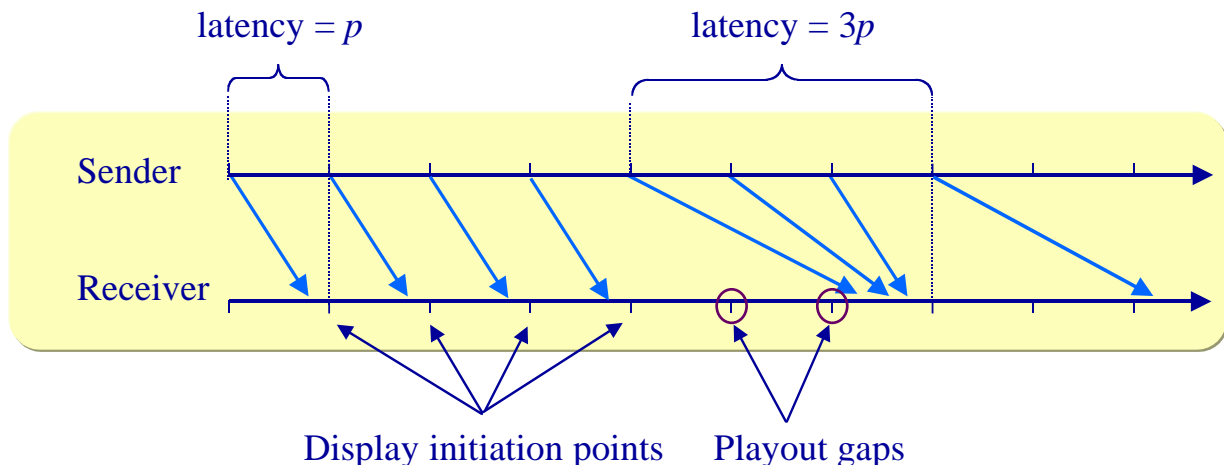 latency = p
latency = 3p
Sender
Receiver
Display initiation points
Playout gaps